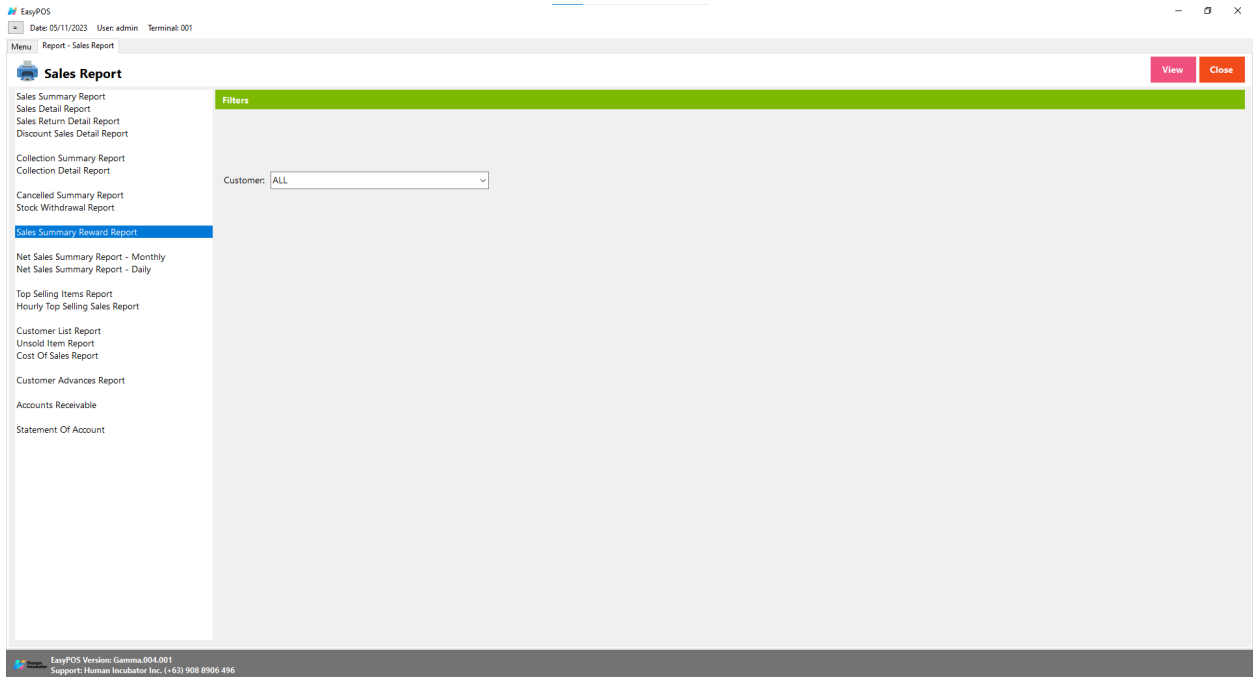 EasyPOS
Date: 05/11/2023 User: admin Terminal: 001
Menu Report - Sales Report
Sales Report
View Close
Sales Summary Report
Sales Detail Report
Sales Return Detail Report
Discount Sales Detail Report
Collection Summary Report
Collection Detail Report
Cancelled Summary Report
Stock Withdrawal Report
Sales Summary Reward Report
Net Sales Summary Report - Monthly
Net Sales Summary Report - Daily
Top Selling Items Report
Hourly Top Selling Sales Report
Customer List Report
Unsold Item Report
Cost Of Sales Report
Customer Advances Report
Accounts Receivable
Statement Of Account
Filters
Customer: ALL
Human
Incubator
EasyPOS Version: Gamma.004.001
Support: Human Incubator Inc. (+63) 908 8906 496